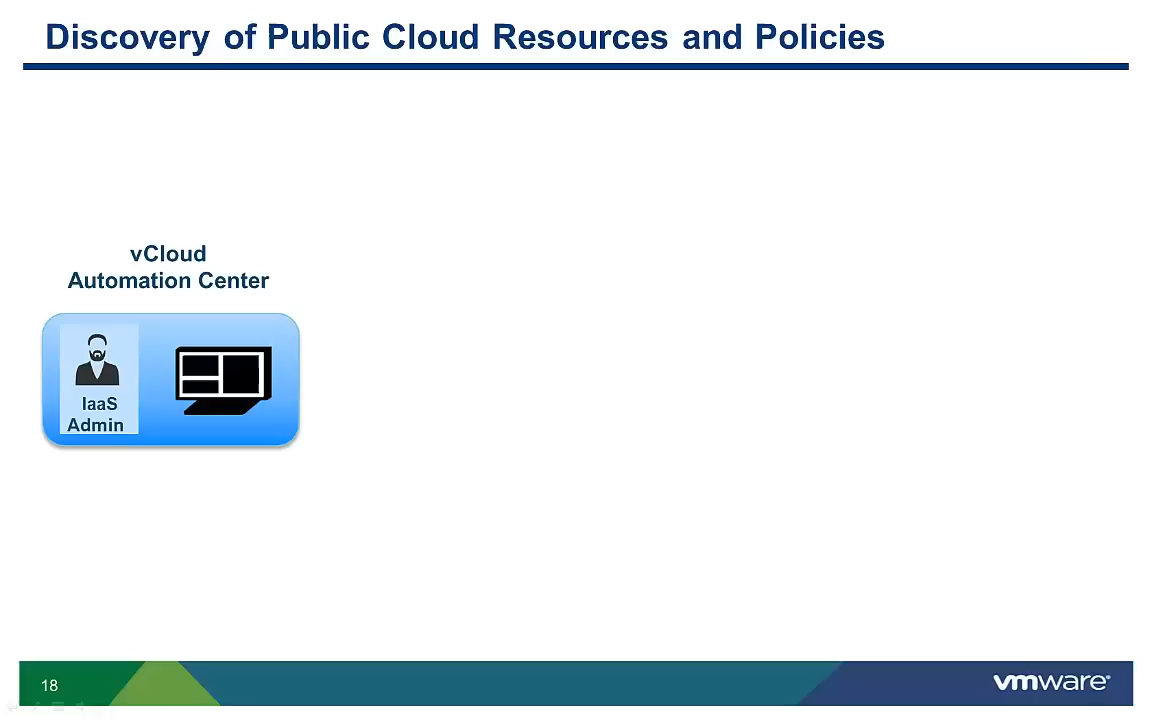 Discovery of Public Cloud Resources and Policies
vCloud
Automation Center
IaaS
Admin
18
vmware®